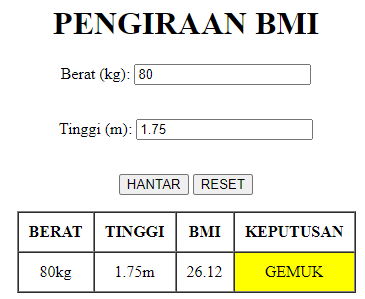 PENGIRAAN BMI
Berat (kg): 80
Tinggi (m): 1.75
HANTAR RESET
BERAT TINGGI BMI KEPUTUSAN
80kg 1.75m 26.12 GEMUK